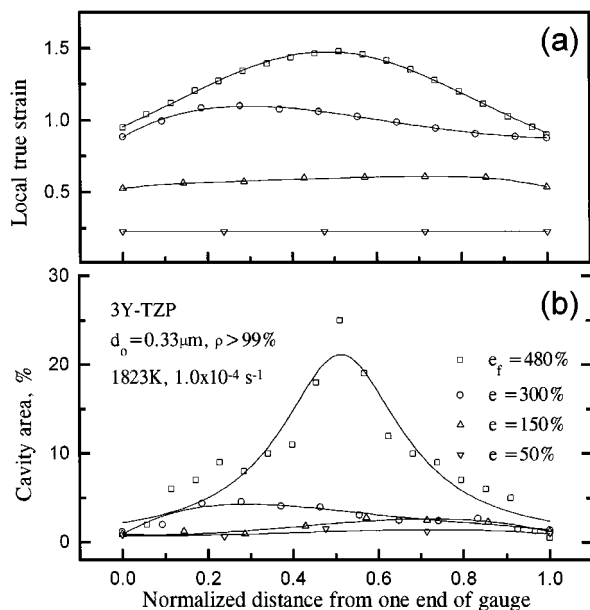 (a)
Local true strain
1.5
1.0
0.5
(b)
Cavity area, %
30
20
10
0
3Y-TZP
d₀=0.33μm, ρ>99%
1823K, 1.0x10⁻⁴ s⁻¹
e_f =480%
e =300%
e =150%
e =50%
0.0 0.2 0.4 0.6 0.8 1.0
Normalized distance from one end of gauge